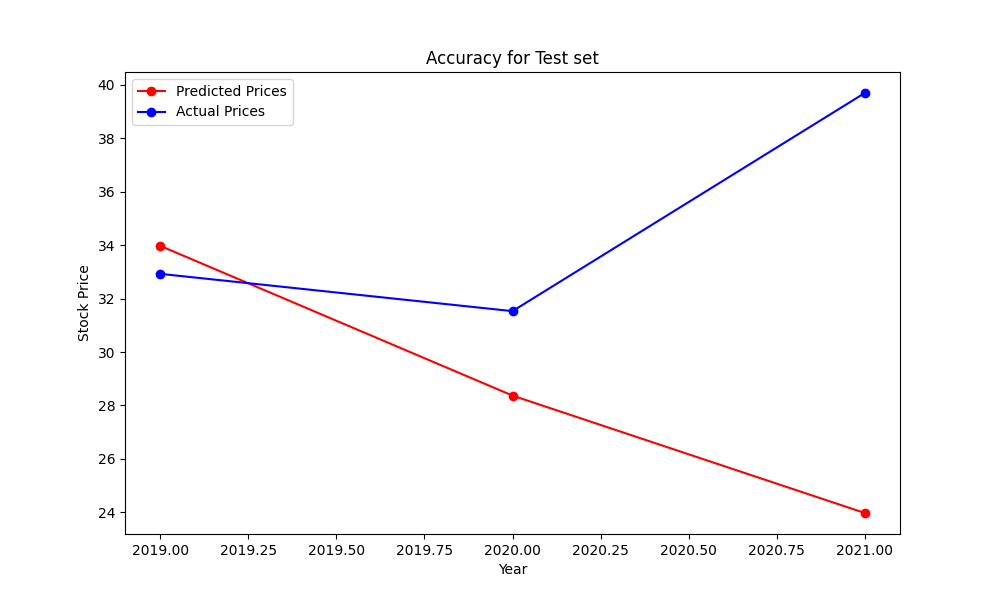 Accuracy for Test set
Predicted Prices
Actual Prices
40
38
36
34
32
30
28
26
24
Stock Price
2019.00 2019.25 2019.50 2019.75 2020.00 2020.25 2020.50 2020.75 2021.00
Year